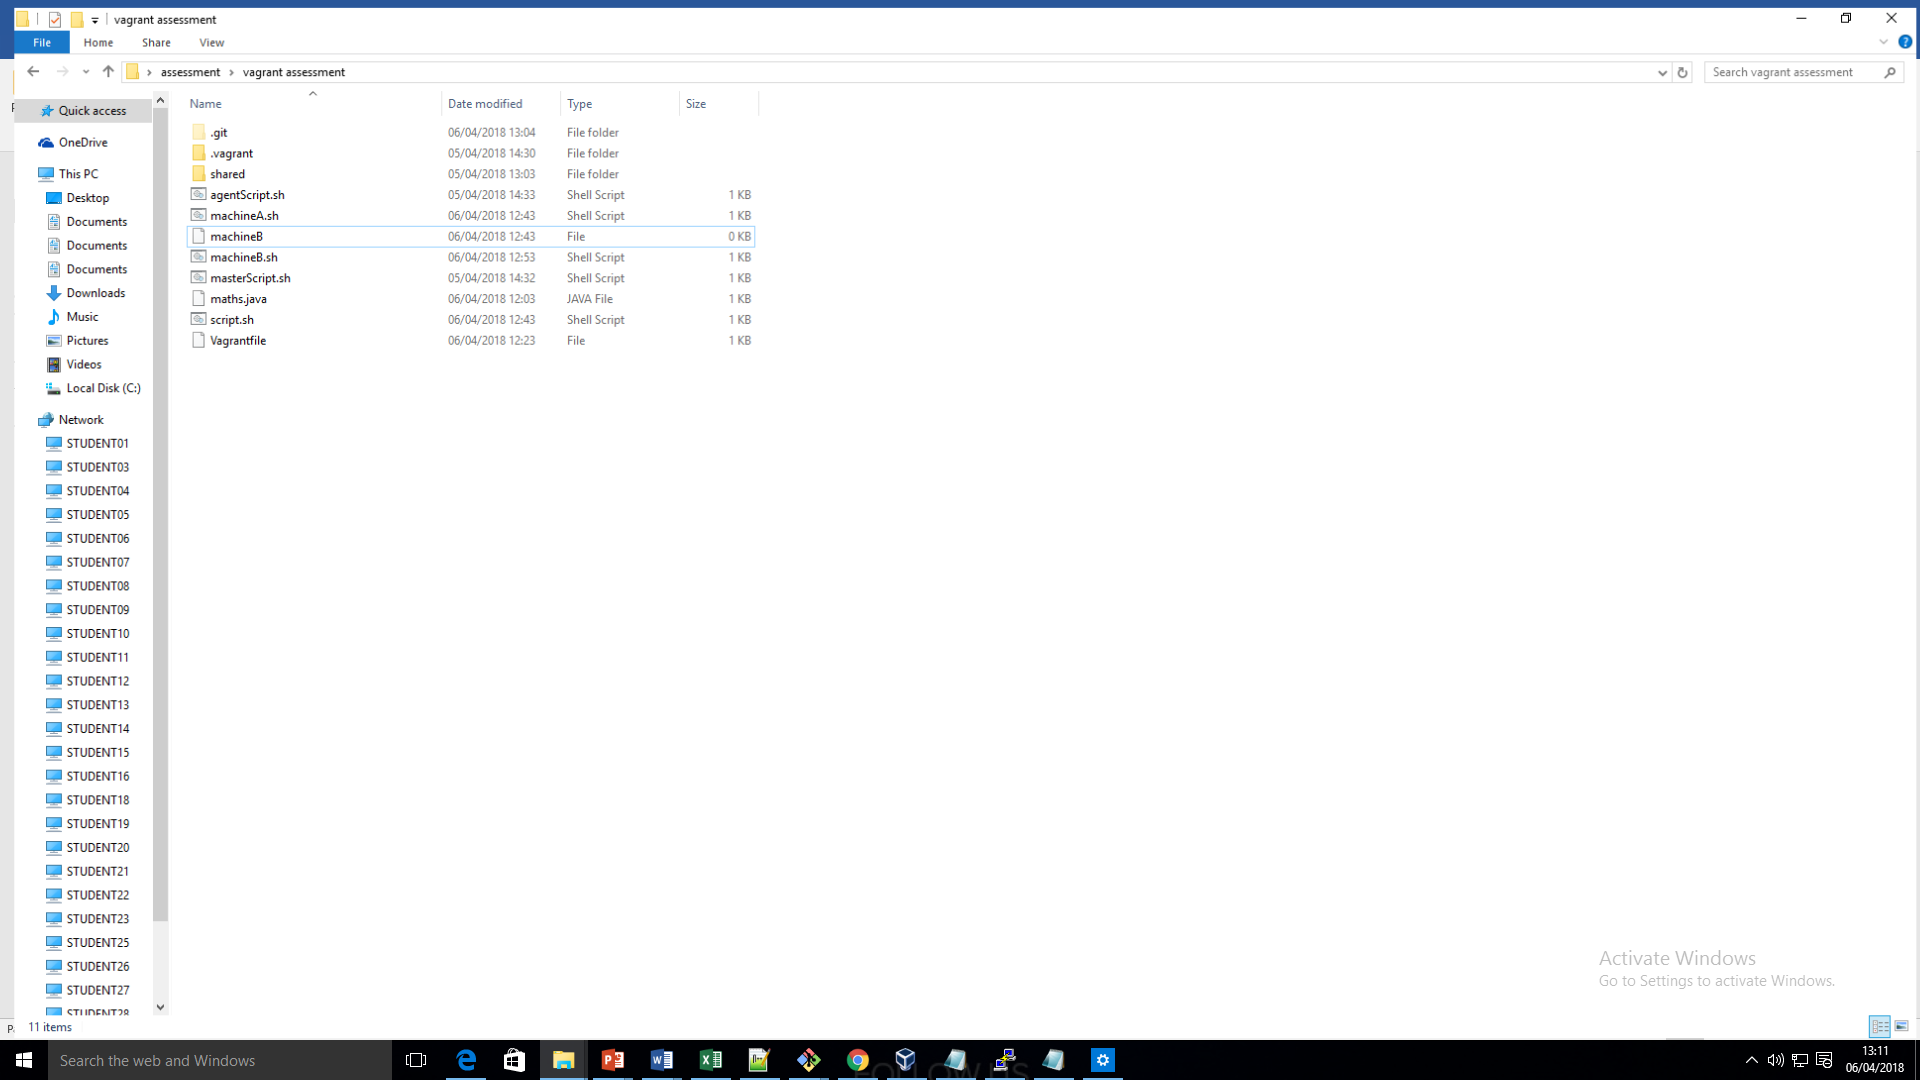 vagrant assessment
File Home Share View
assessment vagrant assessment Search vagrant assessment
Name Date modified Type Size
.git 06/04/2018 13:04 File folder
.vagrant 05/04/2018 14:30 File folder
shared 05/04/2018 13:03 File folder
agentScript.sh 05/04/2018 14:33 Shell Script 1 KB
machineA.sh 06/04/2018 12:43 Shell Script 1 KB
machineB 06/04/2018 12:43 File 0 KB
machineB.sh 06/04/2018 12:53 Shell Script 1 KB
masterScript.sh 05/04/2018 14:32 Shell Script 1 KB
maths.java 06/04/2018 12:03 JAVA File 1 KB
script.sh 06/04/2018 12:43 Shell Script 1 KB
Vagrantfile 06/04/2018 12:23 File 1 KB
Quick access
OneDrive
This PC
Desktop
Documents
Documents
Documents
Downloads
Music
Pictures
Videos
Local Disk (C:)
Network
STUDENT01
STUDENT03
STUDENT04
STUDENT05
STUDENT06
STUDENT07
STUDENT08
STUDENT09
STUDENT10
STUDENT11
STUDENT12
STUDENT13
STUDENT14
STUDENT15
STUDENT16
STUDENT18
STUDENT19
STUDENT20
STUDENT21
STUDENT22
STUDENT23
STUDENT25
STUDENT26
STUDENT27
STUDENT28
Activate Windows
Go to Settings to activate Windows.
11 items
Search the web and Windows
FOLLOW US
13:11
06/04/2018